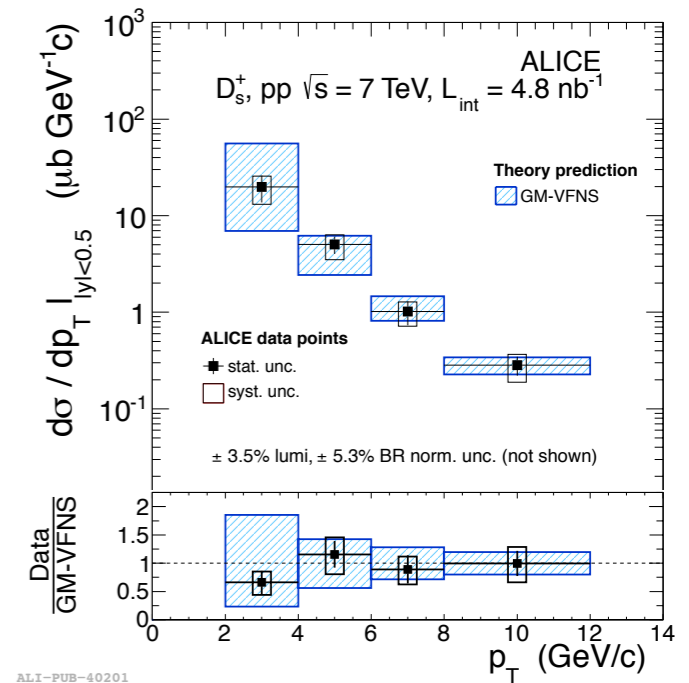 ALICE
D_s^+, pp √s = 7 TeV, L_int = 4.8 nb^-1
Theory prediction
GM-VFNS
ALICE data points
stat. unc.
syst. unc.
± 3.5% lumi, ± 5.3% BR norm. unc. (not shown)
dσ / dp_T |_|y|<0.5 (μb GeV^-1 c)
10^3
10^2
10
1
10^-1
Data
GM-VFNS
2
1.5
1
0.5
0
0 2 4 6 8 10 12 14
p_T (GeV/c)
ALI-PUB-40201